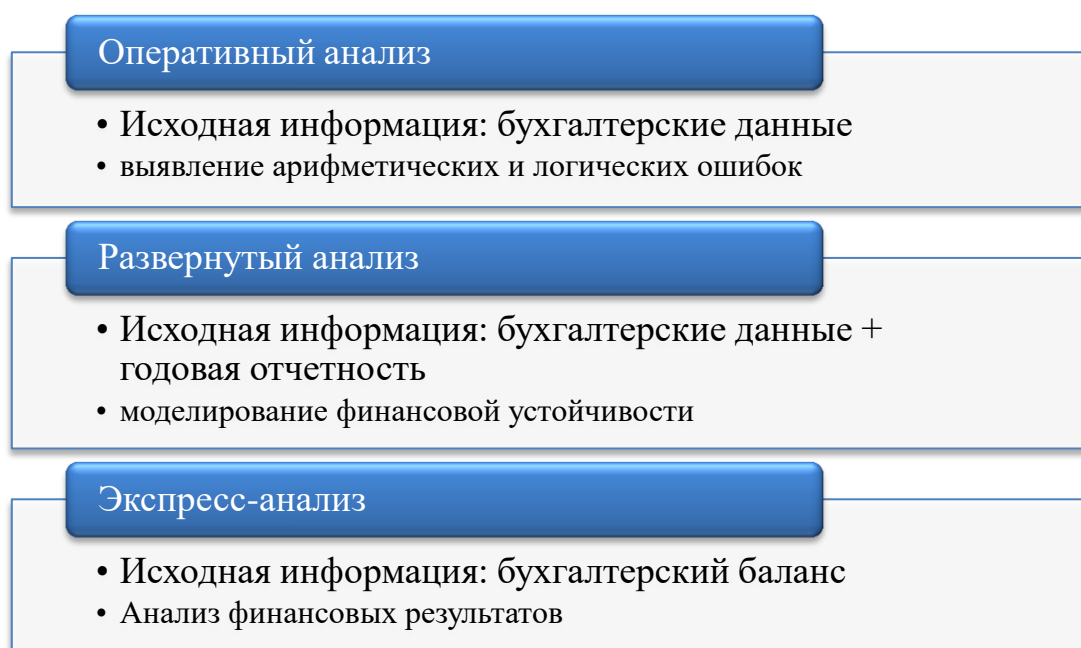 Оперативный анализ
• Исходная информация: бухгалтерские данные
• выявление арифметических и логических ошибок
Развернутый анализ
• Исходная информация: бухгалтерские данные +
годовая отчетность
• моделирование финансовой устойчивости
Экспресс-анализ
• Исходная информация: бухгалтерский баланс
• Анализ финансовых результатов